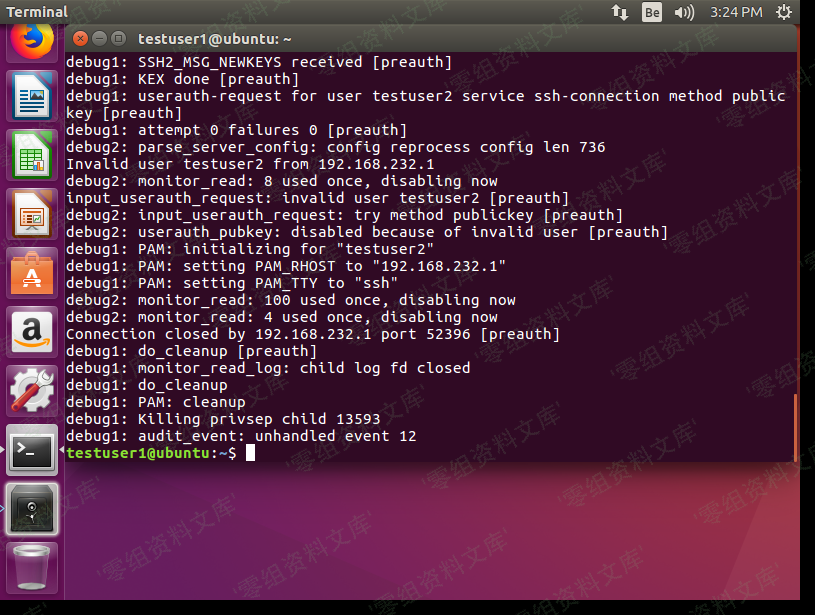 Terminal
Be
3:24 PM
testuser1@ubuntu: ~
debug1: SSH2_MSG_NEWKEYS received [preauth]
debug1: KEX done [preauth]
debug1: userauth-request for user testuser2 service ssh-connection method public
key [preauth]
debug1: attempt 0 failures 0 [preauth]
debug2: parse_server_config: config reprocess config len 736
Invalid user testuser2 from 192.168.232.1
debug2: monitor_read: 8 used once, disabling now
input_userauth_request: invalid user testuser2 [preauth]
debug2: input_userauth_request: try method publickey [preauth]
debug2: userauth_pubkey: disabled because of invalid user [preauth]
debug1: PAM: initializing for "testuser2"
debug1: PAM: setting PAM_RHOST to "192.168.232.1"
debug1: PAM: setting PAM_TTY to "ssh"
debug2: monitor_read: 100 used once, disabling now
debug2: monitor_read: 4 used once, disabling now
Connection closed by 192.168.232.1 port 52396 [preauth]
debug1: do_cleanup [preauth]
debug1: monitor_read_log: child log fd closed
debug1: do_cleanup
debug1: PAM: cleanup
debug1: Killing privsep child 13593
debug1: audit_event: unhandled event 12
testuser1@ubuntu:~$
'零组资料文库'